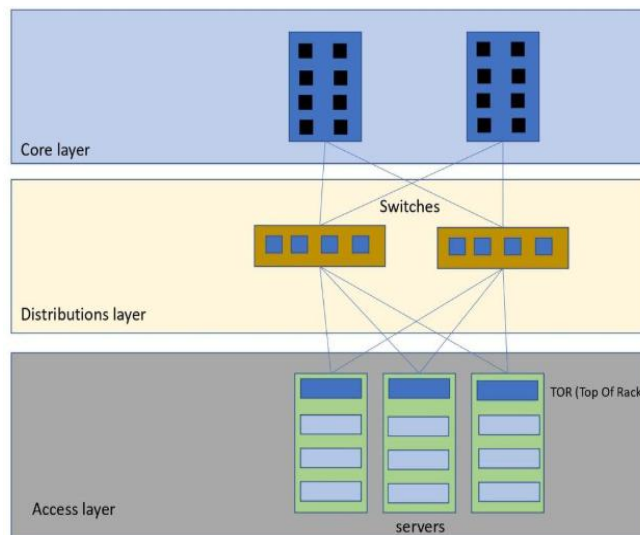 Core layer
Switches
Distributions layer
TOR (Top Of Rack
Access layer
servers